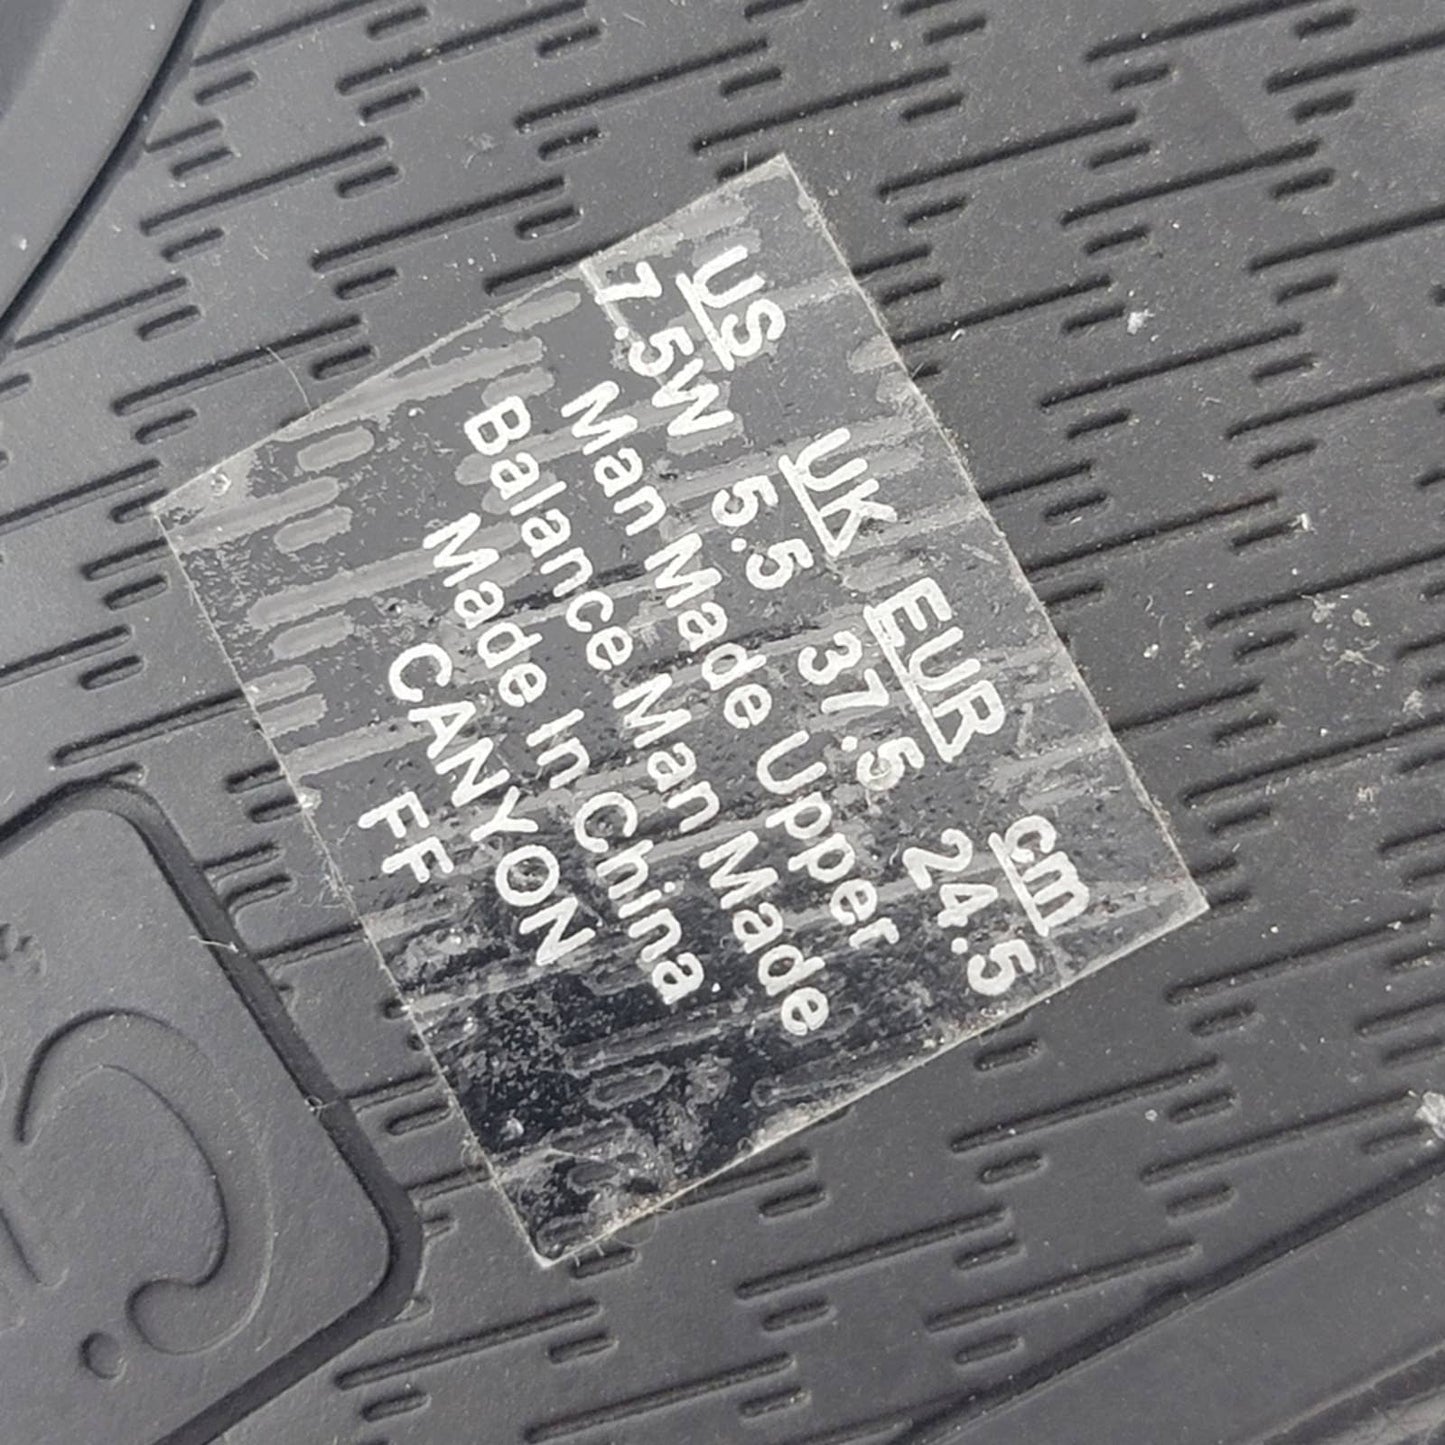 US UK EUR cm
7.5W 5.5 37.5 24.5
Man Made Upper
Balance Man Made
Made In China
CANYON
FF